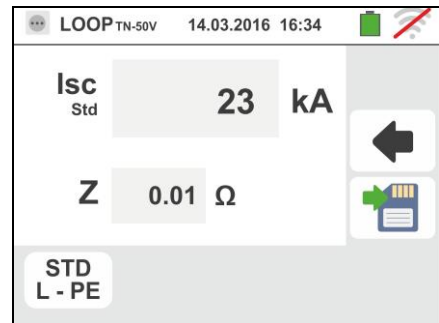 LOOP TN-50V 14.03.2016 16:34
Isc 23 kA
Std
Z 0.01 Ω
STD
L - PE